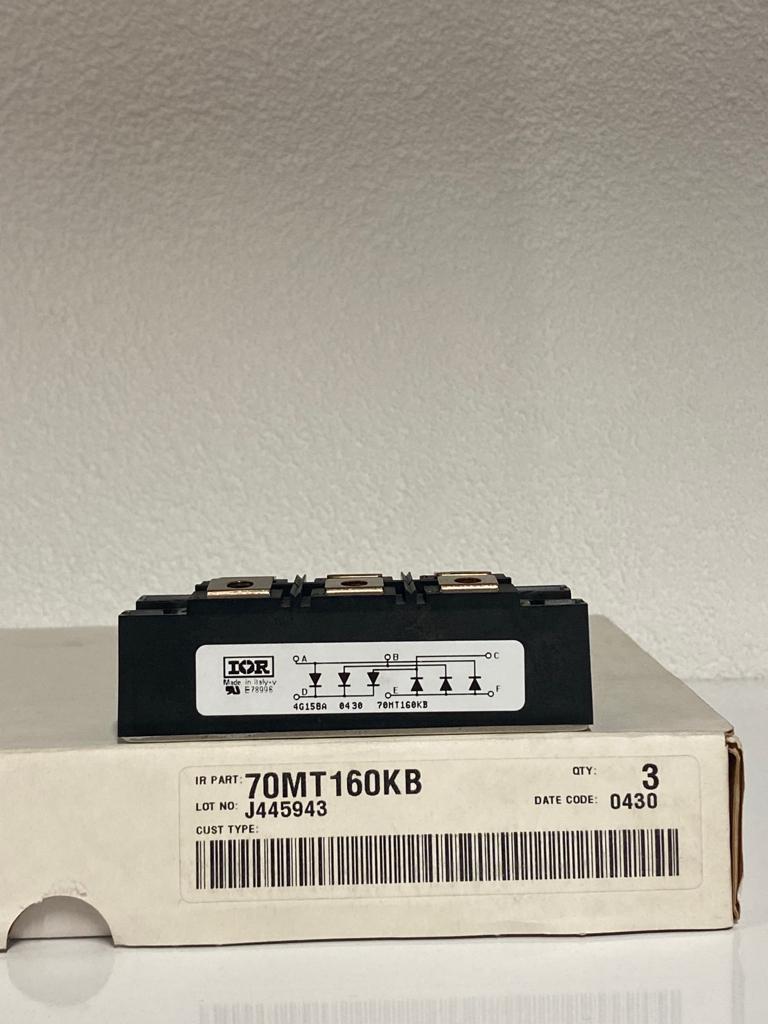 IOR
Made in Italy-v
E78996
A
B
C
D
E
F
4G15BA 0430 70MT160KB
IR PART: 70MT160KB
QTY: 3
LOT NO: J445943
DATE CODE: 0430
CUST TYPE: